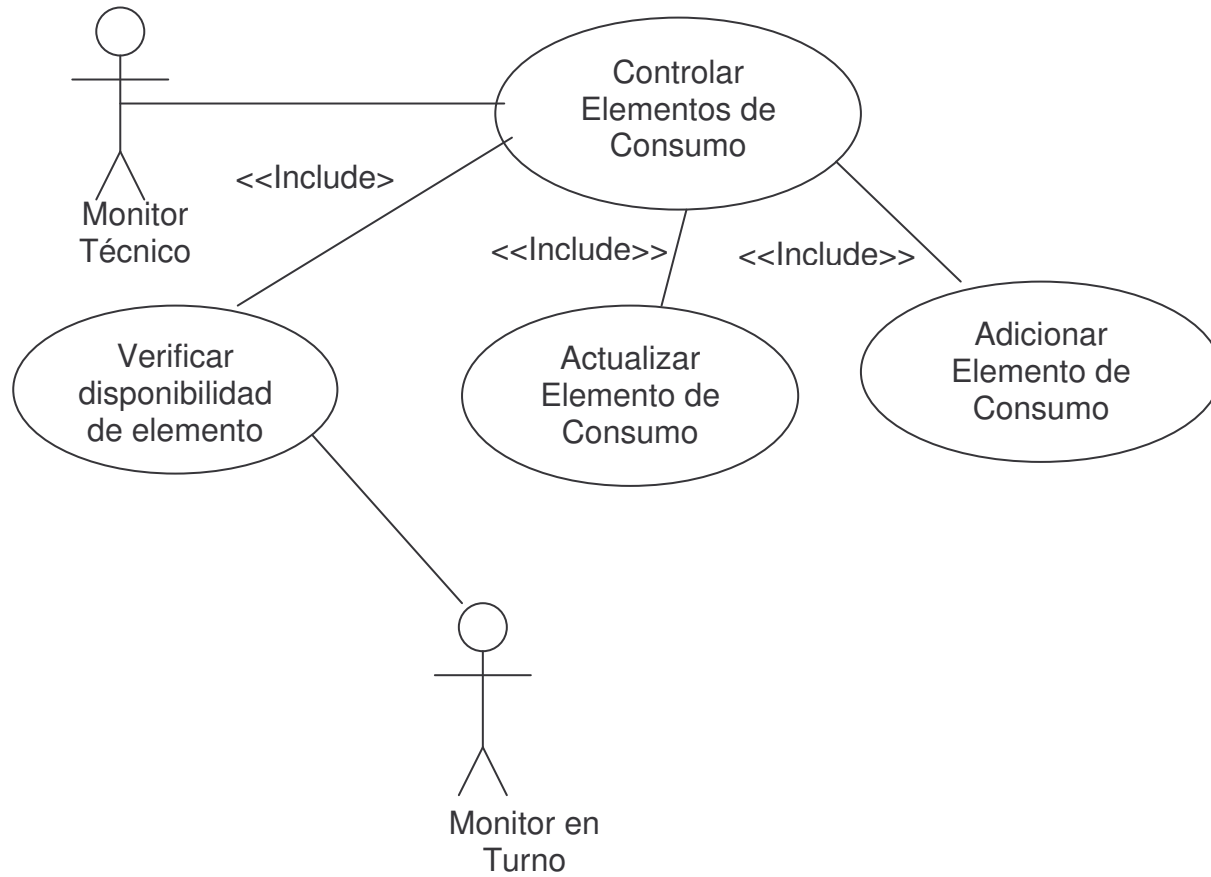 Controlar
Elementos de
Consumo
<<Include>
Monitor
Técnico
<<Include>>
<<Include>>
Verificar
disponibilidad
de elemento
Actualizar
Elemento de
Consumo
Adicionar
Elemento de
Consumo
Monitor en
Turno